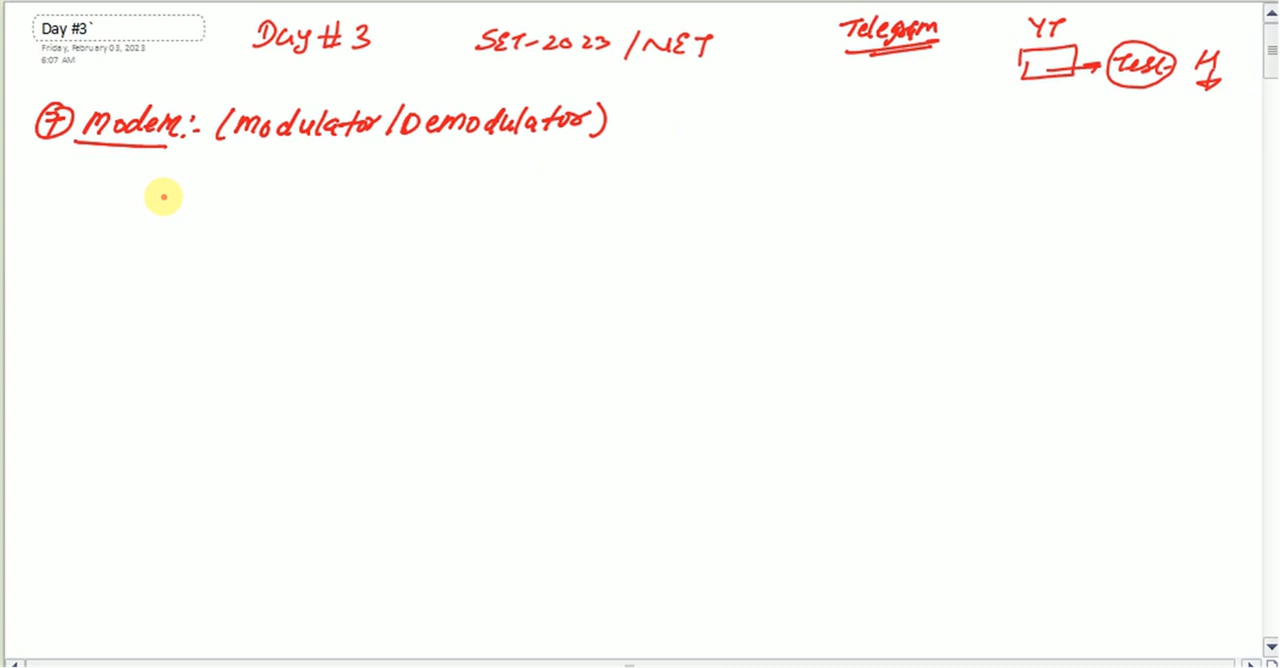 Day #3`
Friday, February 03, 2023
6:07 AM
Day # 3
SET-2023 / NET
Telegram
YT
Test
⑦ Modem:- (Modulator/Demodulator)